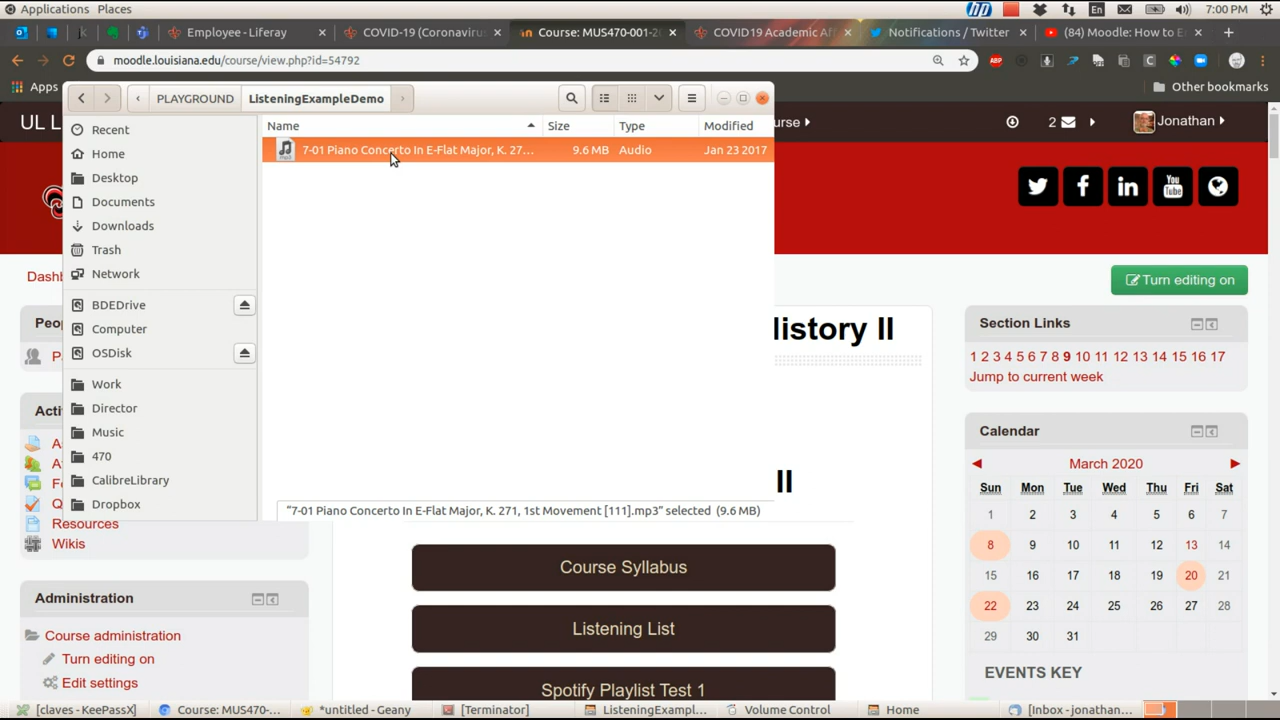 Applications Places
hp En 7:00 PM
Employee - Liferay COVID-19 (Coronavirus Course: MUS470-001-2 COVID19 Academic Aff Notifications / Twitter (84) Moodle: How to E
moodle.louisiana.edu/course/view.php?id=54792
Apps Other bookmarks
PLAYGROUND ListeningExampleDemo
UL L urse 2 Jonathan
Name Size Type Modified
7-01 Piano Concerto In E-Flat Major, K. 27... 9.6 MB Audio Jan 23 2017
Recent
Home
Desktop
Documents
Downloads
Trash
Network
BDEDrive
Computer
OSDisk
Work
Director
Music
470
CalibreLibrary
Dropbox
"7-01 Piano Concerto In E-Flat Major, K. 271, 1st Movement [111].mp3" selected (9.6 MB)
Dashb
Turn editing on
Peop
P
Acti
Resources
Wikis
Administration
Course administration
Turn editing on
Edit settings
listory II
II
Course Syllabus
Listening List
Spotify Playlist Test 1
Section Links
1 2 3 4 5 6 7 8 9 10 11 12 13 14 15 16 17
Jump to current week
Calendar
March 2020
Sun Mon Tue Wed Thu Fri Sat
1 2 3 4 5 6 7
8 9 10 11 12 13 14
15 16 17 18 19 20 21
22 23 24 25 26 27 28
29 30 31
EVENTS KEY
[claves - KeePassX] Course: MUS470-... *untitled - Geany [Terminator] ListeningExampl... Volume Control Home [Inbox - jonathan...